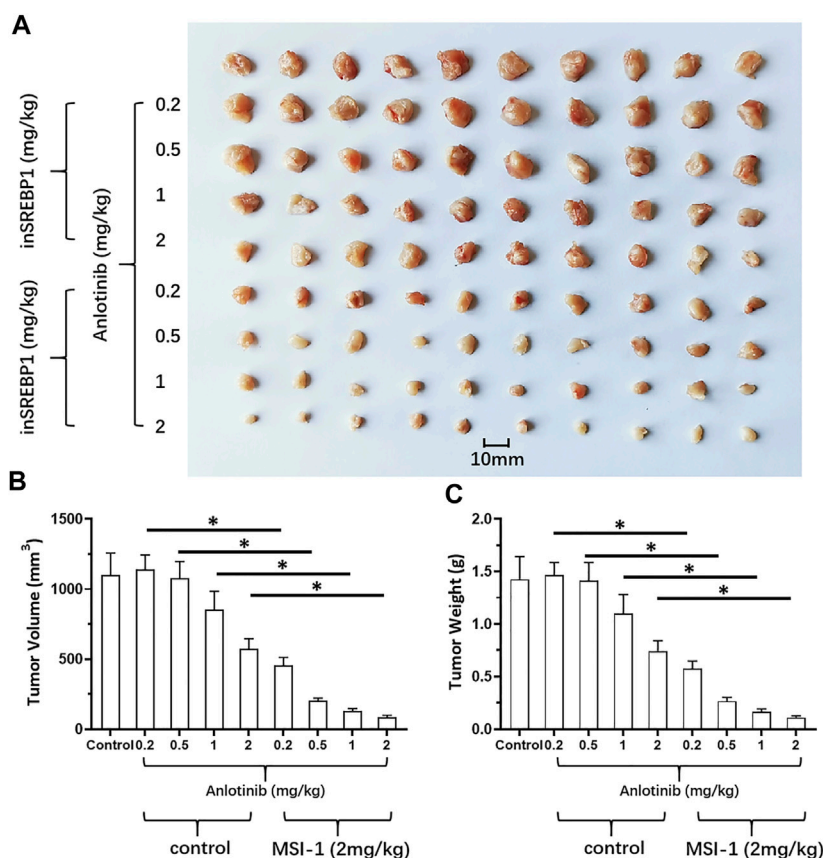 A
inSREBP1 (mg/kg)
inSREBP1 (mg/kg)
Anlotinib (mg/kg)
0.2
0.5
1
2
0.2
0.5
1
2
10mm
B
Tumor Volume (mm³)
1500
1000
500
0
* * * *
Control 0.2 0.5 1 2 0.2 0.5 1 2
Anlotinib (mg/kg)
control MSI-1 (2mg/kg)
C
Tumor Weight (g)
2.0
1.5
1.0
0.5
0.0
* * * *
Control 0.2 0.5 1 2 0.2 0.5 1 2
Anlotinib (mg/kg)
control MSI-1 (2mg/kg)